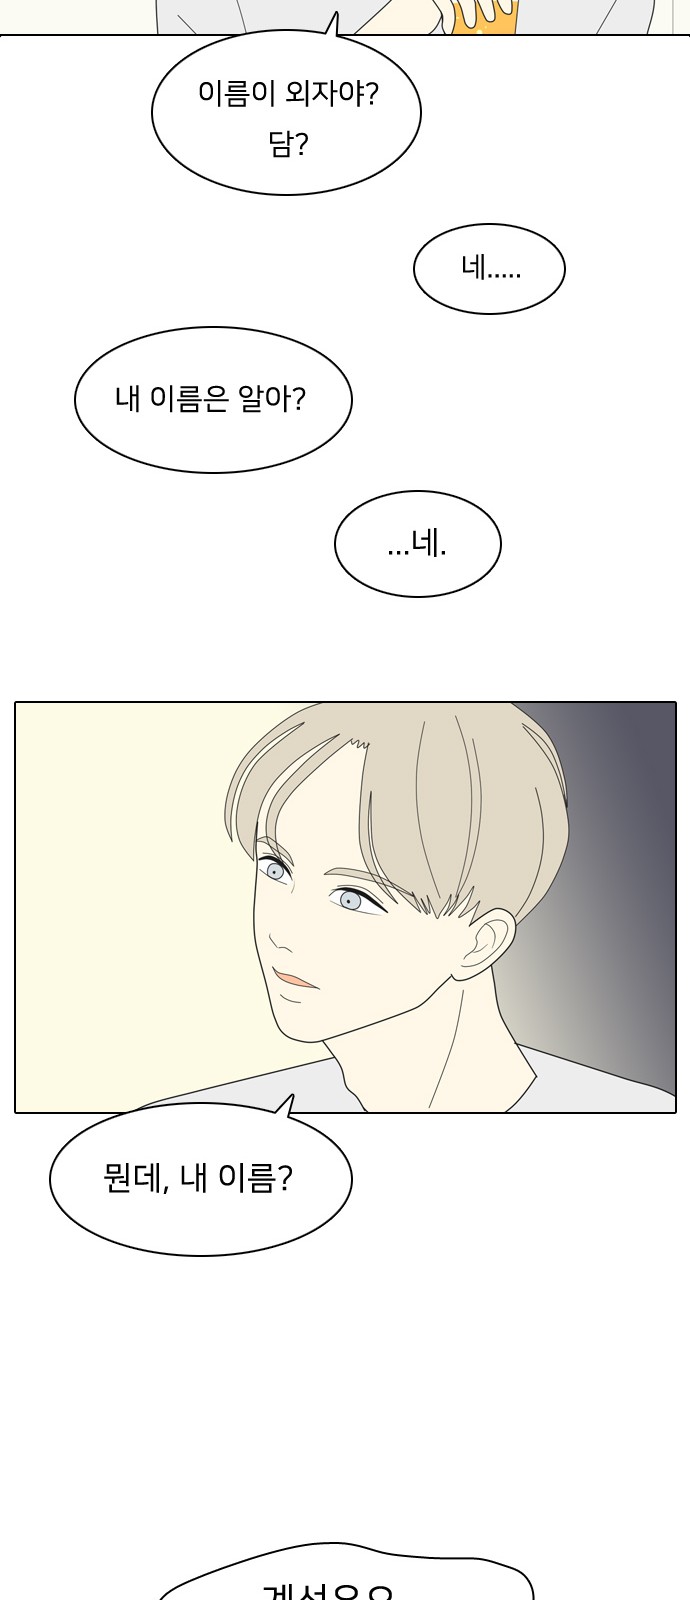 이름이 외자야?
담?
네.....
내 이름은 알아?
...네.
뭔데, 내 이름?